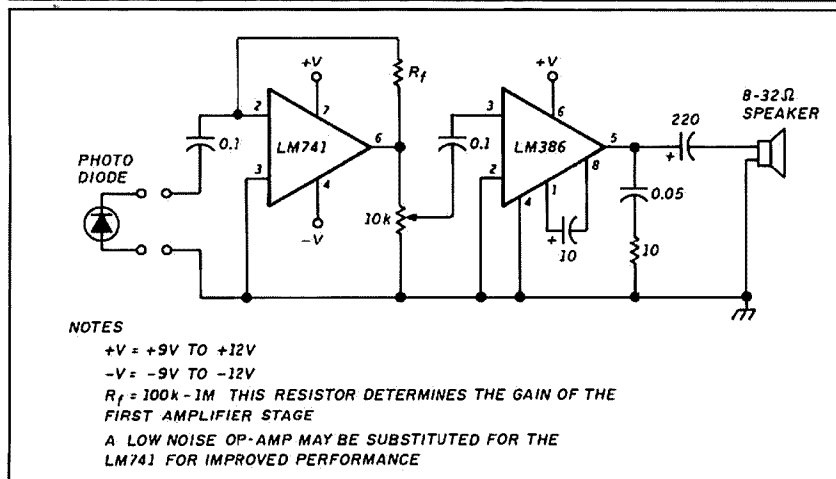 +V
+V
8-32Ω
SPEAKER
Rf
2
7
3
6
220
0.1
LM741
6
0.1
LM386
5
+
PHOTO
DIODE
3
4
2
1
8
0.05
4
10k
-V
+
10
10
NOTES
+V = +9V TO +12V
-V = -9V TO -12V
Rf = 100k-1M THIS RESISTOR DETERMINES THE GAIN OF THE
FIRST AMPLIFIER STAGE
A LOW NOISE OP-AMP MAY BE SUBSTITUTED FOR THE
LM741 FOR IMPROVED PERFORMANCE